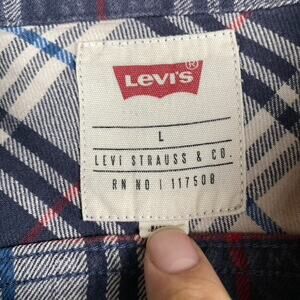 LEVI'S®
L
LEVI STRAUSS & CO.
RN NO | 117508